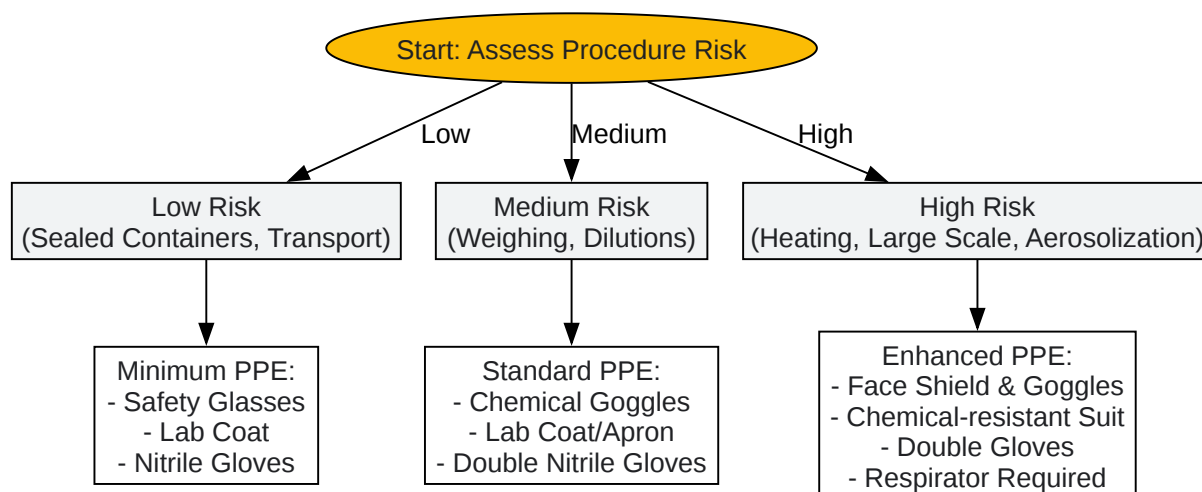 Start: Assess Procedure Risk
Low
Medium
High
Low Risk
(Sealed Containers, Transport)
Medium Risk
(Weighing, Dilutions)
High Risk
(Heating, Large Scale, Aerosolization)
Minimum PPE:
- Safety Glasses
- Lab Coat
- Nitrile Gloves
Standard PPE:
- Chemical Goggles
- Lab Coat/Apron
- Double Nitrile Gloves
Enhanced PPE:
- Face Shield & Goggles
- Chemical-resistant Suit
- Double Gloves
- Respirator Required